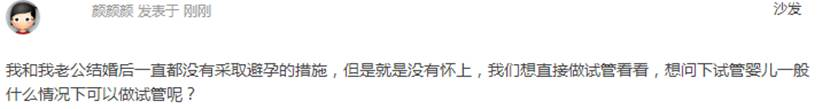 颜颜颜 发表于 刚刚 沙发
我和我老公结婚后一直都没有采取避孕的措施，但是就是没有怀上，我们想直接做试管看看，想问下试管婴儿一般
什么情况下可以做试管呢？